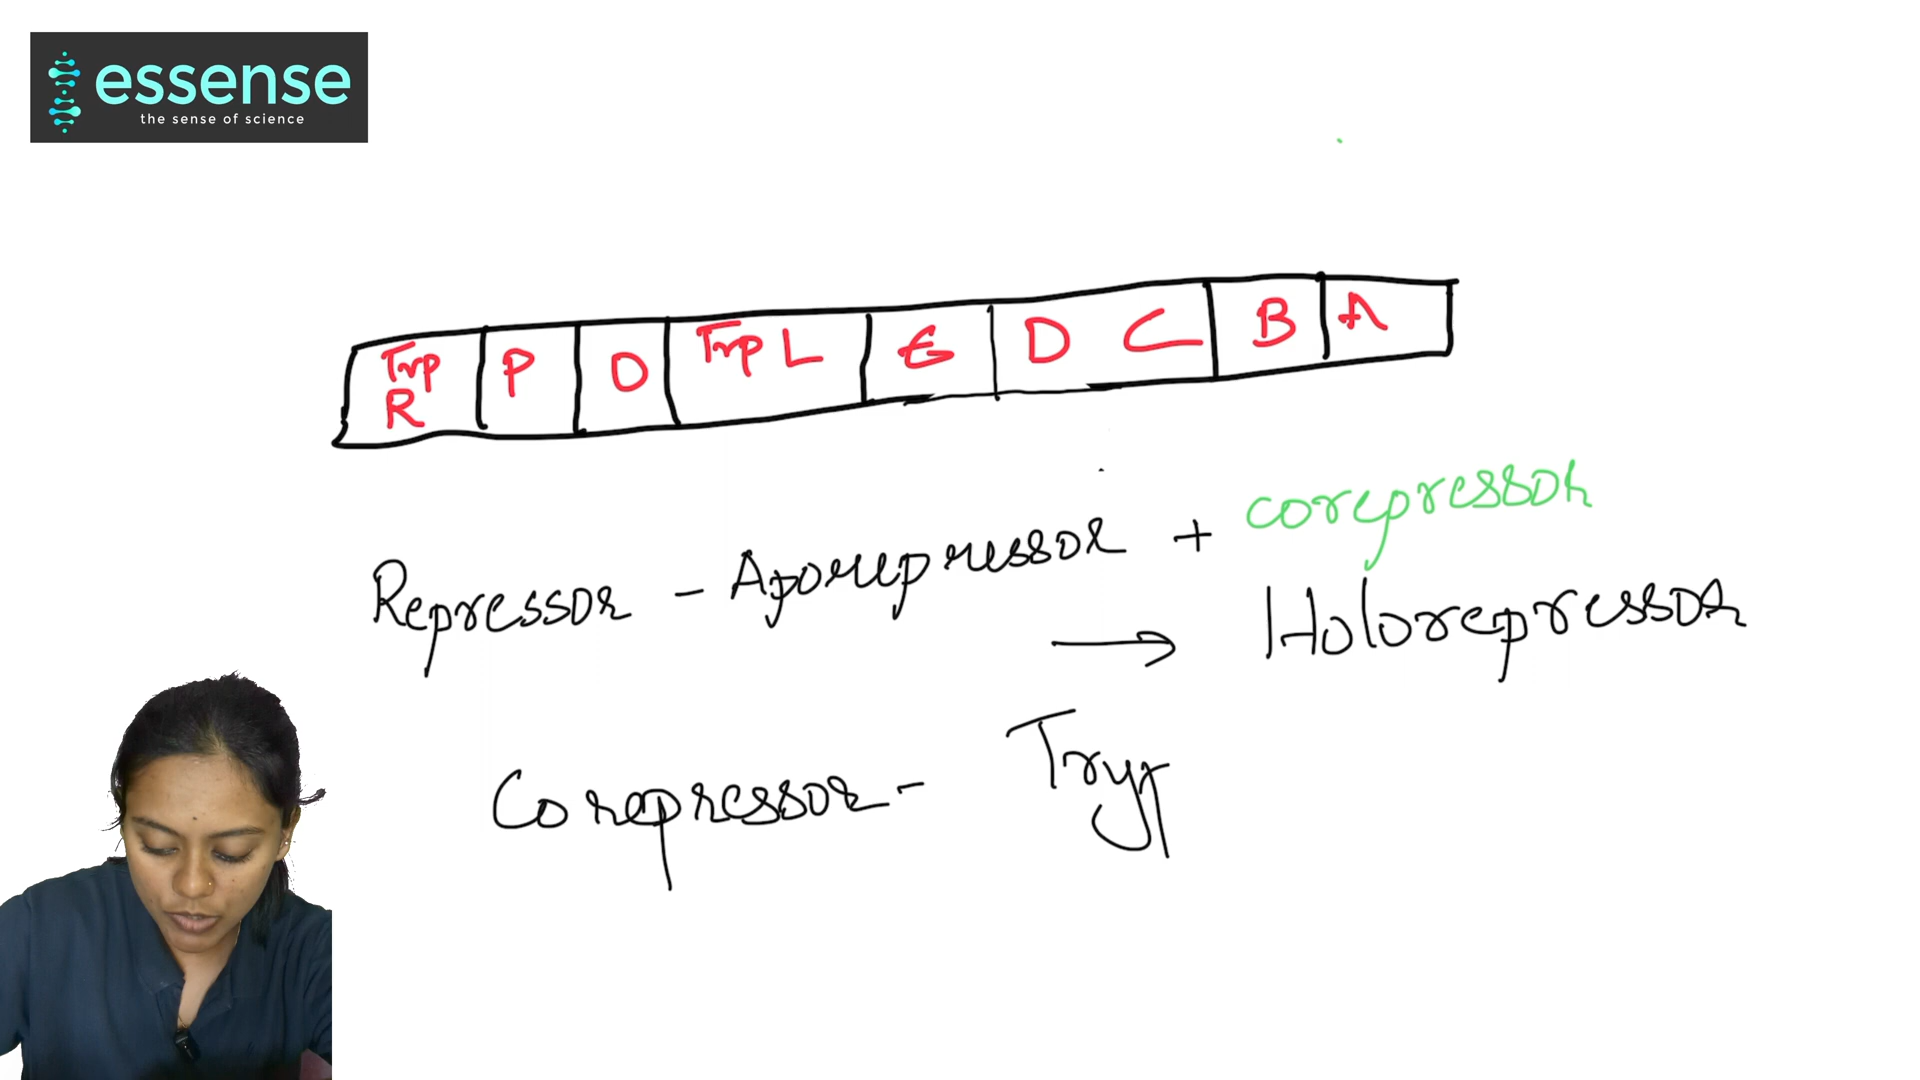 essense
the sense of science
Trp R P O Trp L E D C B A
Repressor - Aporepressor + corepressor
→ Holorepressor
Corepressor - Tryp